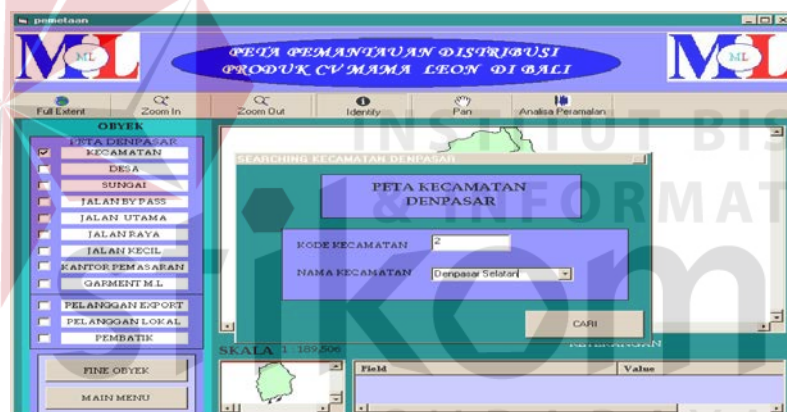 pemetaan
ML
PETA PEMANTAUAN DISTRIBUSI
PRODUK CV MAMA LEON DI BALI
ML
Full Extent Zoom In Zoom Out Identify Pan Analisa Peramalan
OBYEK
PETA DENPASAR
KECAMATAN
DESA
SUNGAI
JALAN BY PASS
JALAN UTAMA
JALAN RAYA
JALAN KECIL
KANTOR PEMASARAN
GARMENT M.L
PELANGGAN EXPORT
PELANGGAN LOKAL
PEMBATIK
FINE OBYEK
MAIN MENU
SEARCHING KECAMATAN DENPASAR
PETA KECAMATAN
DENPASAR
KODE KECAMATAN 2
NAMA KECAMATAN Denpasar Selatan
CARI
SKALA 1 : 189,506
KETERANGAN
Field Value
INSTITUT BIS
& INFORMAT
stikom